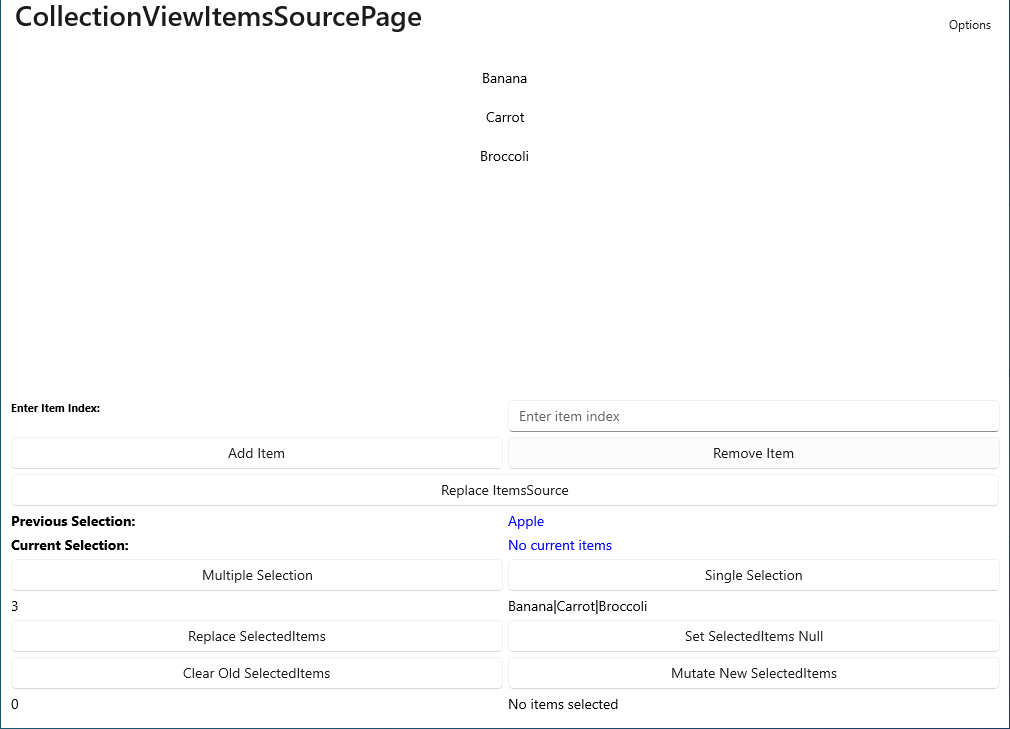 CollectionViewItemsSourcePage
Options
Banana
Carrot
Broccoli
Enter Item Index:
Enter item index
Add Item
Remove Item
Replace ItemsSource
Previous Selection:
Apple
Current Selection:
No current items
Multiple Selection
Single Selection
3
Banana|Carrot|Broccoli
Replace SelectedItems
Set SelectedItems Null
Clear Old SelectedItems
Mutate New SelectedItems
0
No items selected